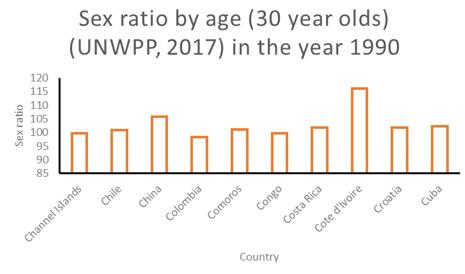 Sex ratio by age (30 year olds)
(UNWPP, 2017) in the year 1990
Sex ratio
120
115
110
105
100
95
90
85
Channel Islands
Chile
China
Colombia
Comoros
Congo
Costa Rica
Cote d'Ivoire
Croatia
Cuba
Country